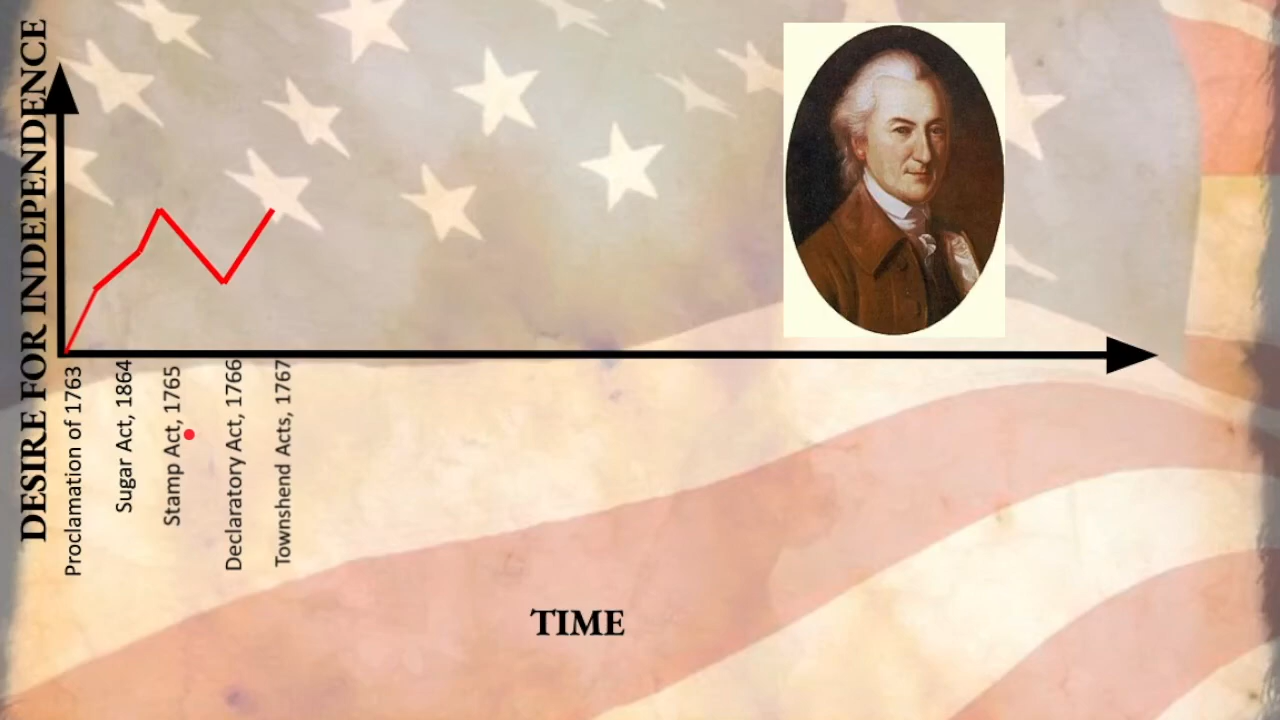 DESIRE FOR INDEPENDENCE
Proclamation of 1763
Sugar Act, 1864
Stamp Act, 1765
Declaratory Act, 1766
Townshend Acts, 1767
TIME